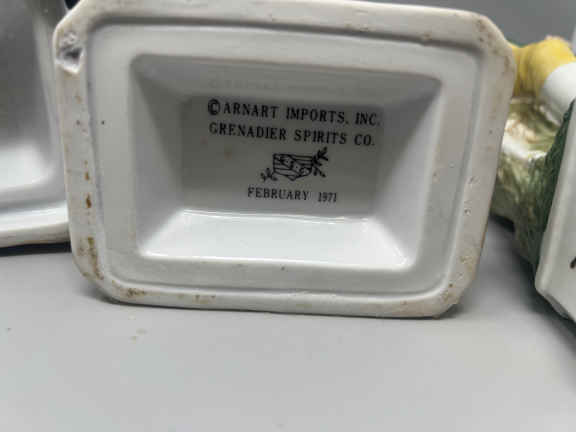 ©ARNART IMPORTS, INC.
GRENADIER SPIRITS CO.
FEBRUARY 1971